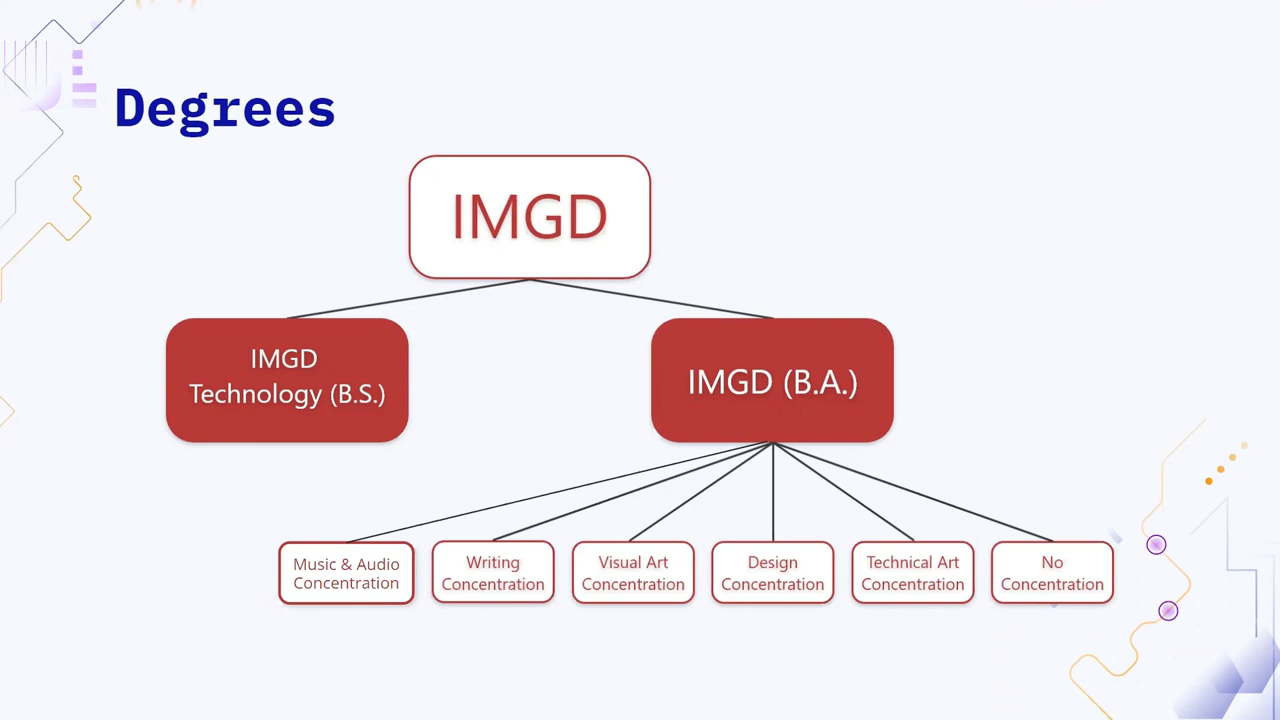 Degrees
IMGD
IMGD
Technology (B.S.)
IMGD (B.A.)
Music & Audio
Concentration
Writing
Concentration
Visual Art
Concentration
Design
Concentration
Technical Art
Concentration
No
Concentration